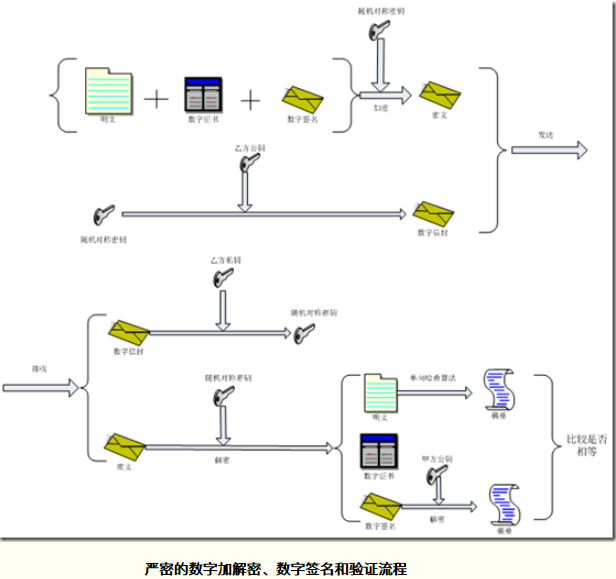 随机对称密钥
明文
数字证书
数字签名
加密
密文
发送
乙方公钥
随机对称密钥
数字信封
乙方私钥
随机对称密钥
数字信封
接收
随机对称密钥
密文
解密
明文
单向哈希算法
摘要
数字证书
甲方公钥
数字签名
解密
摘要
比较是否
相等
严密的数字加解密、数字签名和验证流程